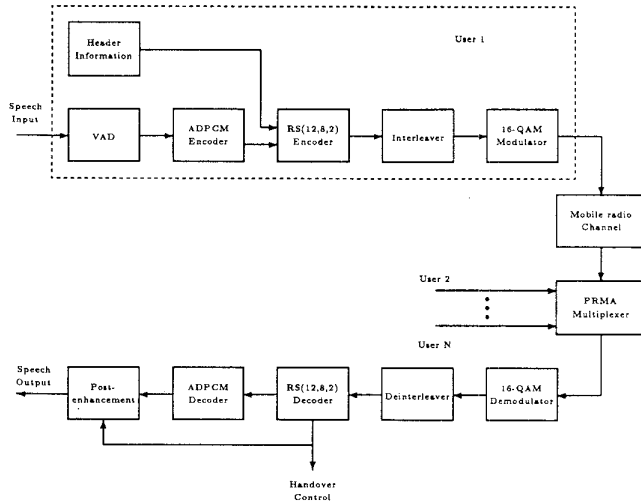 Header
Information
User 1
Speech
Input
VAD
ADPCM
Encoder
RS(12,8,2)
Encoder
Interleaver
16-QAM
Modulator
Mobile radio
Channel
User 2
PRMA
Multiplexer
User N
Speech
Output
Post-
enhancement
ADPCM
Decoder
RS(12,8,2)
Decoder
Deinterleaver
16-QAM
Demodulator
Handover
Control